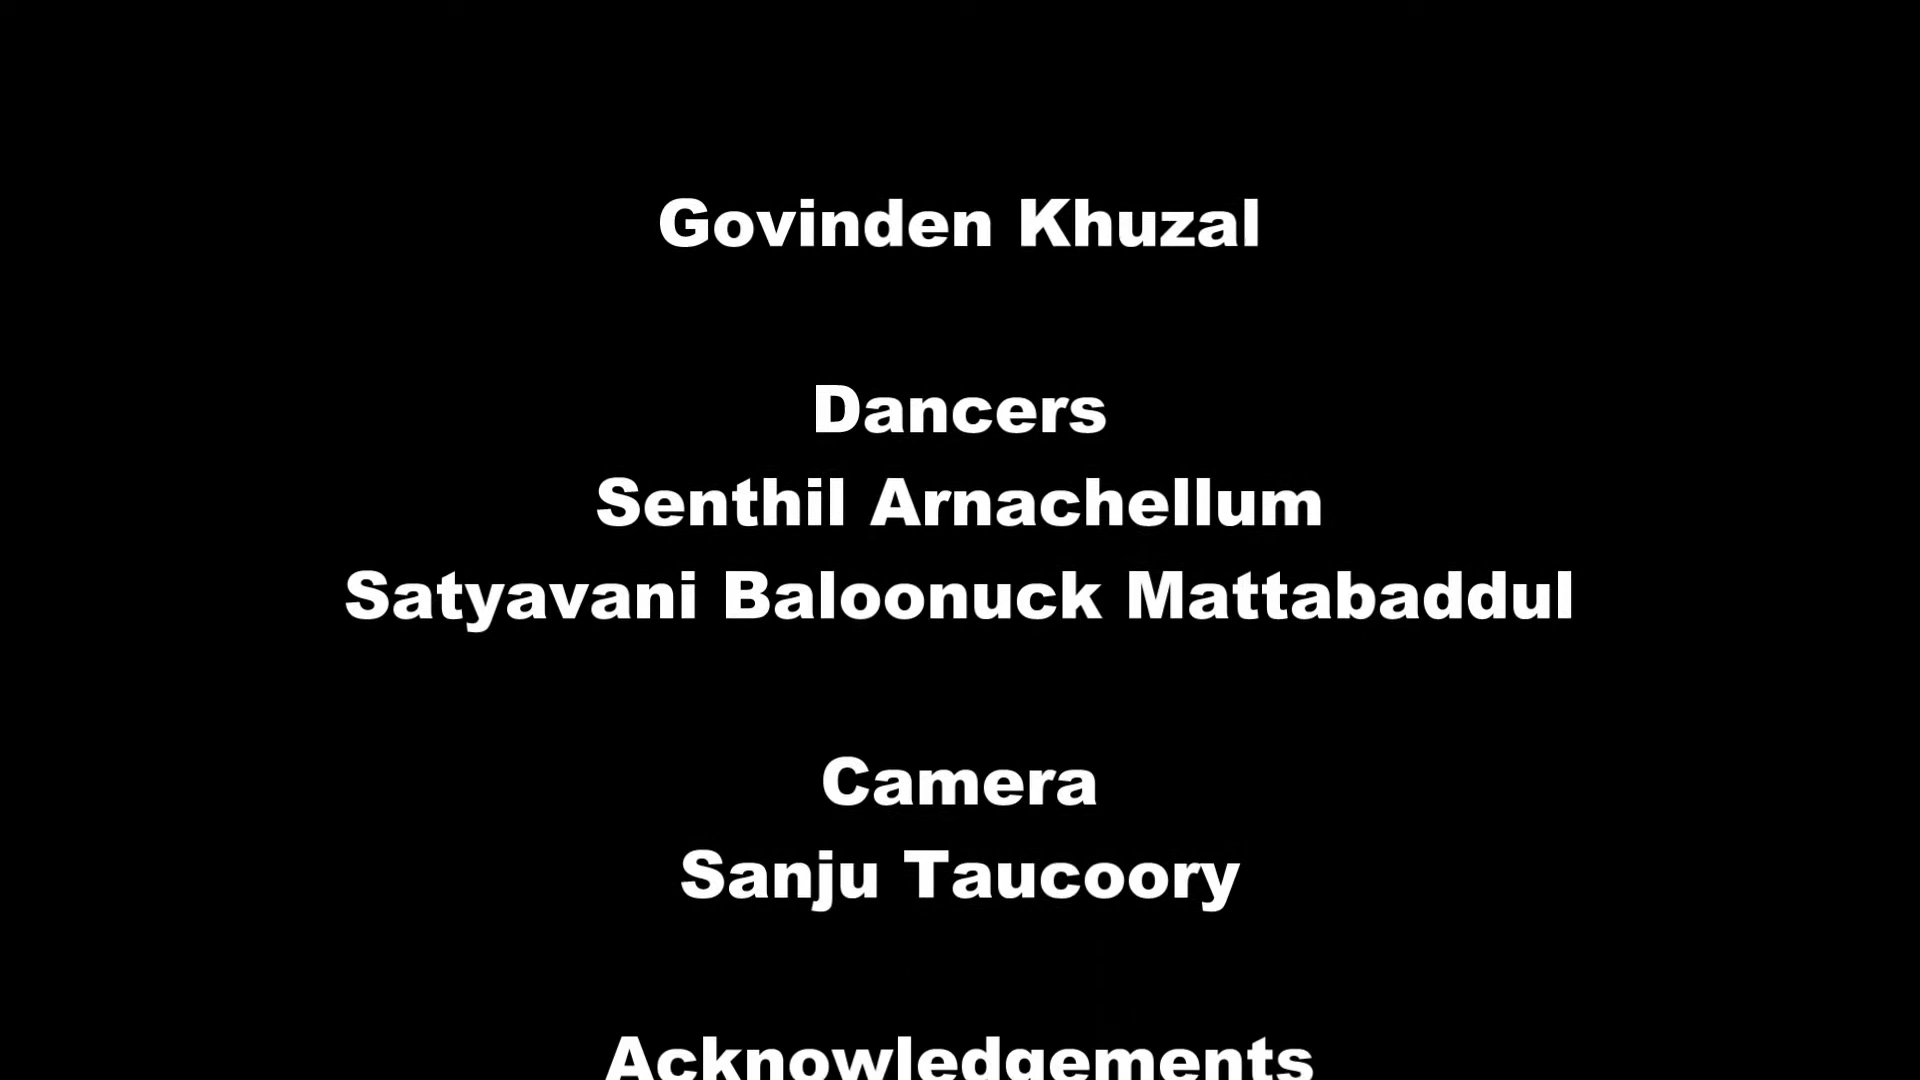 Govinden Khuzal
Dancers
Senthil Arnachellum
Satyavani Baloonuck Mattabaddul
Camera
Sanju Taucoory
Acknowledgements